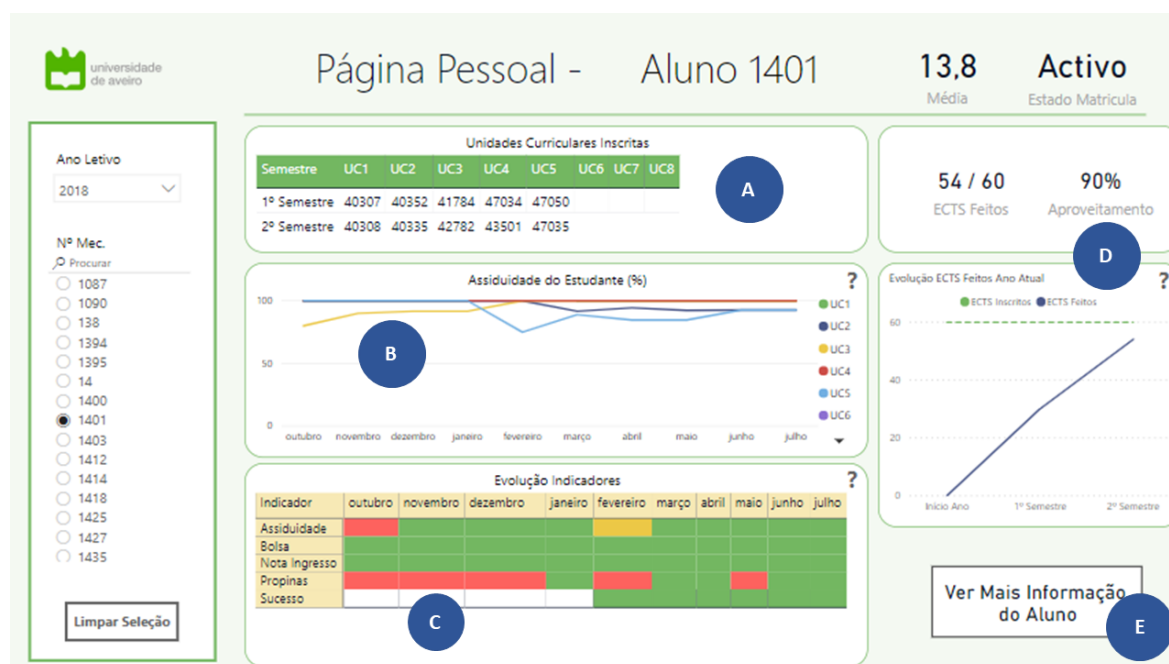 universidade
de aveiro
Página Pessoal - Aluno 1401
13,8
Média
Activo
Estado Matricula
Ano Letivo
2018
Nº Mec.
Procurar
1087
1090
138
1394
1395
14
1400
1401
1403
1412
1414
1418
1425
1427
1435
Limpar Seleção
Unidades Curriculares Inscritas
Semestre UC1 UC2 UC3 UC4 UC5 UC6 UC7 UC8
1º Semestre 40307 40352 41784 47034 47050
2º Semestre 40308 40335 42782 43501 47035
A
54 / 60
ECTS Feitos
90%
Aproveitamento
D
Assiduidade do Estudante (%)
?
100
50
0
outubro novembro dezembro janeiro fevereiro março abril maio junho julho
UC1
UC2
UC3
UC4
UC5
UC6
B
Evolução ECTS Feitos Ano Atual
?
ECTS Inscritos ECTS Feitos
60
40
20
0
Início Ano 1º Semestre 2º Semestre
Evolução Indicadores
?
Indicador outubro novembro dezembro janeiro fevereiro março abril maio junho julho
Assiduidade
Bolsa
Nota Ingresso
Propinas
Sucesso
C
Ver Mais Informação
do Aluno
E